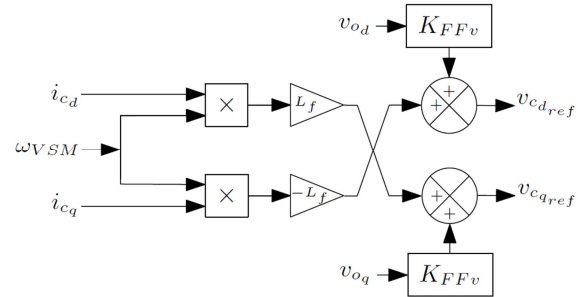 v_{o_d} K_{FFv}
i_{c_d} × L_f + + v_{c_{d_{ref}}}
ω_{VSM}
i_{c_q} × -L_f + + v_{c_{q_{ref}}}
v_{o_q} K_{FFv}